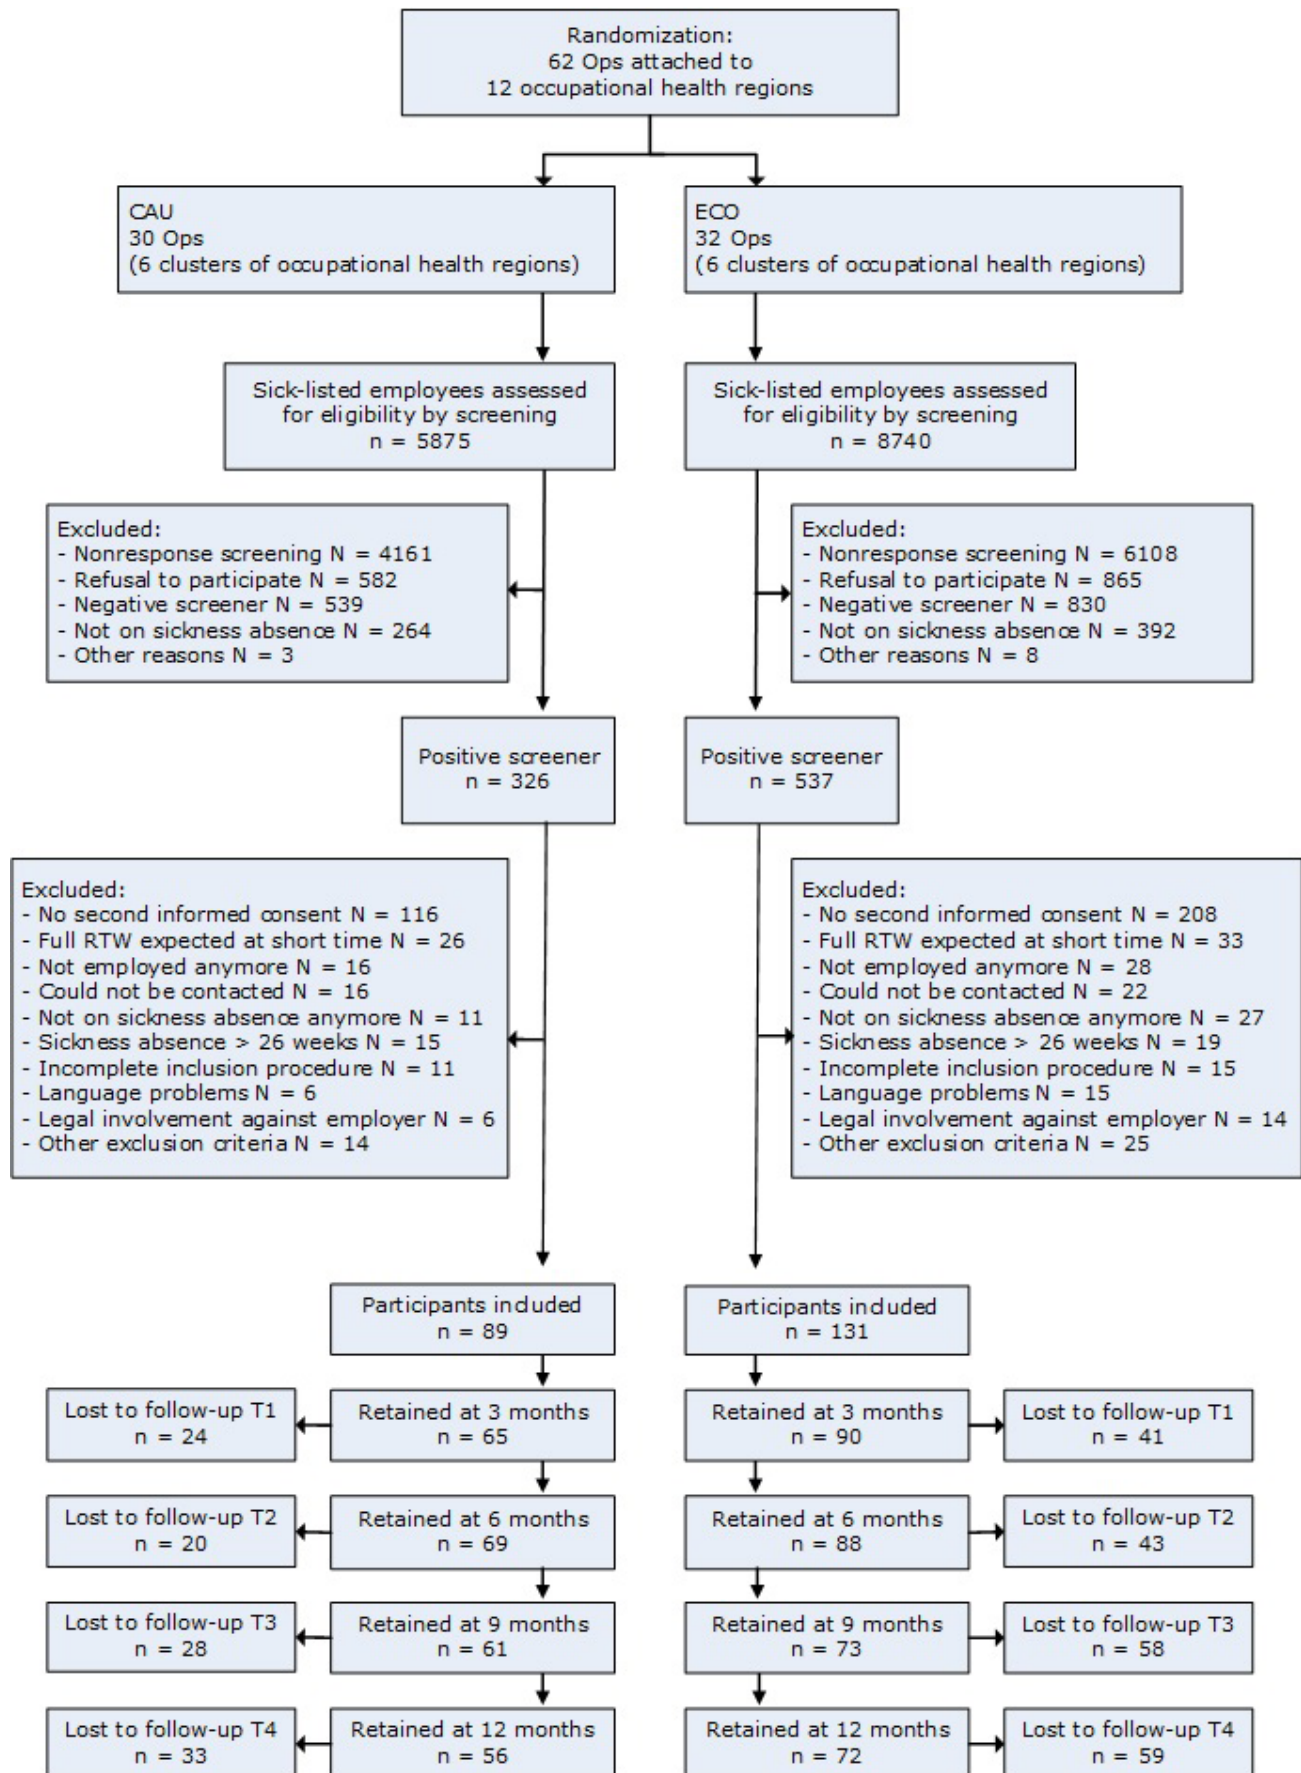 Randomization:
62 Ops attached to
12 occupational health regions
CAU
30 Ops
(6 clusters of occupational health regions)
ECO
32 Ops
(6 clusters of occupational health regions)
Sick-listed employees assessed
for eligibility by screening
n = 5875
Sick-listed employees assessed
for eligibility by screening
n = 8740
Excluded:
- Nonresponse screening N = 4161
- Refusal to participate N = 582
- Negative screener N = 539
- Not on sickness absence N = 264
- Other reasons N = 3
Excluded:
- Nonresponse screening N = 6108
- Refusal to participate N = 865
- Negative screener N = 830
- Not on sickness absence N = 392
- Other reasons N = 8
Positive screener
n = 326
Positive screener
n = 537
Excluded:
- No second informed consent N = 116
- Full RTW expected at short time N = 26
- Not employed anymore N = 16
- Could not be contacted N = 16
- Not on sickness absence anymore N = 11
- Sickness absence > 26 weeks N = 15
- Incomplete inclusion procedure N = 11
- Language problems N = 6
- Legal involvement against employer N = 6
- Other exclusion criteria N = 14
Excluded:
- No second informed consent N = 208
- Full RTW expected at short time N = 33
- Not employed anymore N = 28
- Could not be contacted N = 22
- Not on sickness absence anymore N = 27
- Sickness absence > 26 weeks N = 19
- Incomplete inclusion procedure N = 15
- Language problems N = 15
- Legal involvement against employer N = 14
- Other exclusion criteria N = 25
Participants included
n = 89
Participants included
n = 131
Lost to follow-up T1
n = 24
Retained at 3 months
n = 65
Retained at 3 months
n = 90
Lost to follow-up T1
n = 41
Lost to follow-up T2
n = 20
Retained at 6 months
n = 69
Retained at 6 months
n = 88
Lost to follow-up T2
n = 43
Lost to follow-up T3
n = 28
Retained at 9 months
n = 61
Retained at 9 months
n = 73
Lost to follow-up T3
n = 58
Lost to follow-up T4
n = 33
Retained at 12 months
n = 56
Retained at 12 months
n = 72
Lost to follow-up T4
n = 59